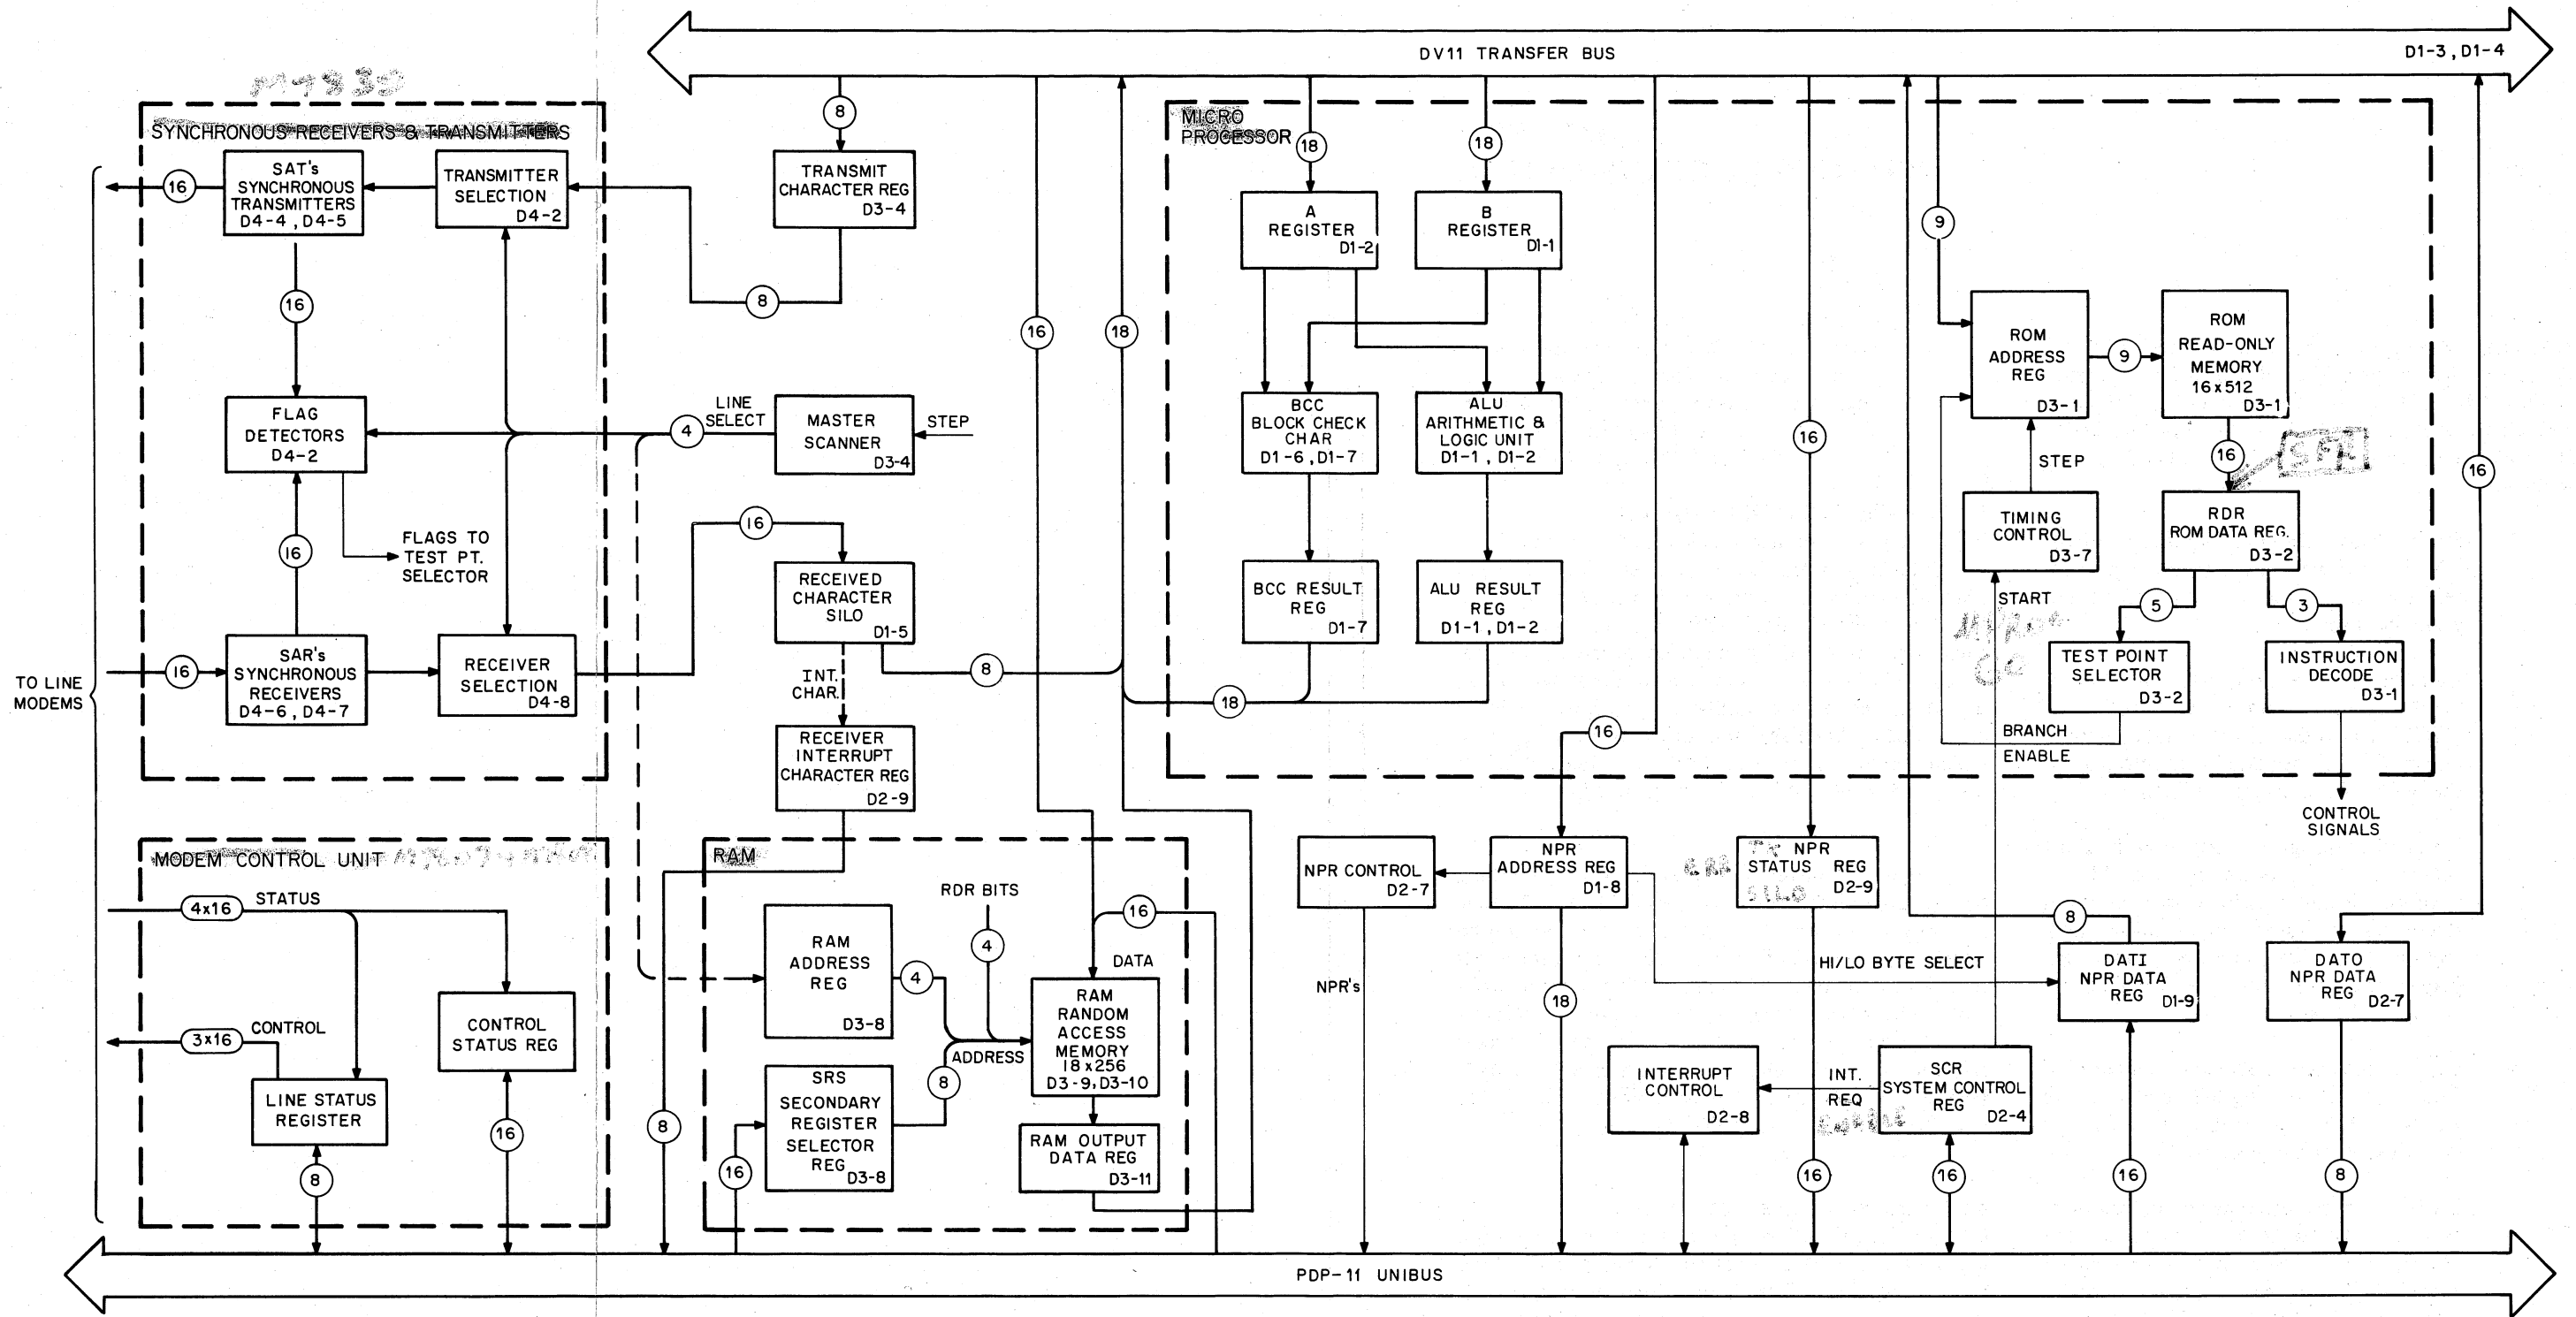 DV11 TRANSFER BUS
D1-3, D1-4
SYNCHRONOUS RECEIVERS & TRANSMITTERS
16
SAT's
SYNCHRONOUS
TRANSMITTERS
D4-4, D4-5
TRANSMITTER
SELECTION
D4-2
16
FLAG
DETECTORS
D4-2
16
FLAGS TO
TEST PT.
SELECTOR
TO LINE
MODEMS
16
SAR's
SYNCHRONOUS
RECEIVERS
D4-6, D4-7
RECEIVER
SELECTION
D4-8
8
TRANSMIT
CHARACTER REG
D3-4
8
LINE
SELECT
4
MASTER
SCANNER
D3-4
STEP
16
RECEIVED
CHARACTER
SILO
D1-5
8
INT.
CHAR.
RECEIVER
INTERRUPT
CHARACTER REG
D2-9
16
18
MICRO
PROCESSOR
18
18
A
REGISTER
D1-2
B
REGISTER
D1-1
BCC
BLOCK CHECK
CHAR
D1-6, D1-7
ALU
ARITHMETIC &
LOGIC UNIT
D1-1, D1-2
BCC RESULT
REG
D1-7
ALU RESULT
REG
D1-1, D1-2
18
16
16
9
ROM
ADDRESS
REG
D3-1
9
ROM
READ-ONLY
MEMORY
16x512
D3-1
STEP
16
TIMING
CONTROL
D3-7
START
RDR
ROM DATA REG.
D3-2
5
3
TEST POINT
SELECTOR
D3-2
INSTRUCTION
DECODE
D3-1
BRANCH
ENABLE
CONTROL
SIGNALS
16
MODEM CONTROL UNIT
4x16
STATUS
3x16
CONTROL
CONTROL
STATUS REG
LINE STATUS
REGISTER
8
16
8
RAM
RDR BITS
4
16
DATA
RAM
ADDRESS
REG
D3-8
4
ADDRESS
8
SRS
SECONDARY
REGISTER
SELECTOR
REG
D3-8
16
RAM
RANDOM
ACCESS
MEMORY
18x256
D3-9, D3-10
RAM OUTPUT
DATA REG
D3-11
NPR CONTROL
D2-7
NPR
ADDRESS REG
D1-8
NPR
STATUS REG
D2-9
SILO
NPR's
18
HI/LO BYTE SELECT
8
DATI
NPR DATA
REG
D1-9
DATO
NPR DATA
REG
D2-7
INTERRUPT
CONTROL
D2-8
INT.
REQ
SCR
SYSTEM CONTROL
REG
D2-4
16
16
16
8
PDP-11 UNIBUS